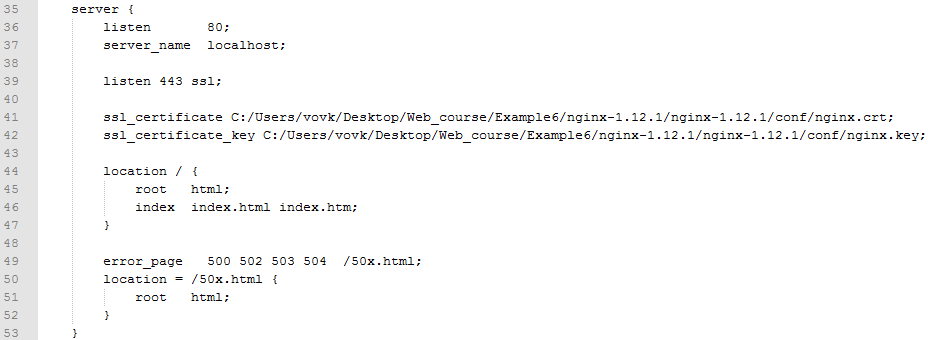 35 server {
36 listen 80;
37 server_name localhost;
38
39 listen 443 ssl;
40
41 ssl_certificate C:/Users/vovk/Desktop/Web_course/Example6/nginx-1.12.1/nginx-1.12.1/conf/nginx.crt;
42 ssl_certificate_key C:/Users/vovk/Desktop/Web_course/Example6/nginx-1.12.1/nginx-1.12.1/conf/nginx.key;
43
44 location / {
45 root html;
46 index index.html index.htm;
47 }
48
49 error_page 500 502 503 504 /50x.html;
50 location = /50x.html {
51 root html;
52 }
53 }